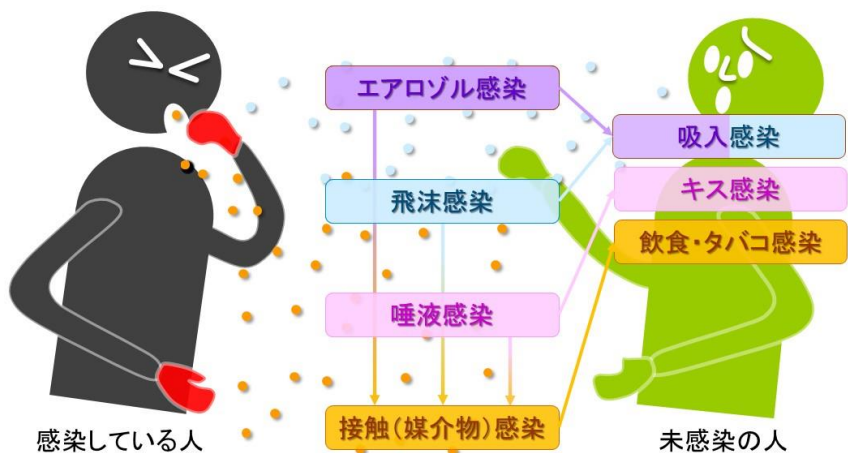 エアロゾル感染
吸入感染
キス感染
飛沫感染
飲食・タバコ感染
唾液感染
接触(媒介物)感染
感染している人
未感染の人